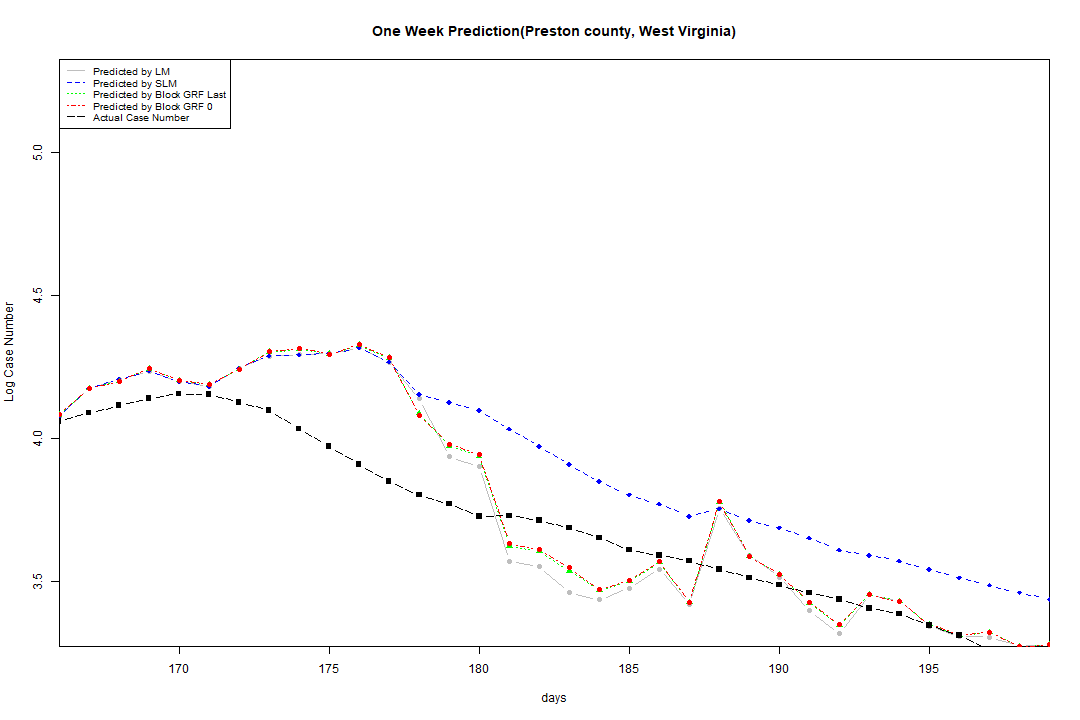 One Week Prediction(Preston county, West Virginia)
Predicted by LM
Predicted by SLM
Predicted by Block GRF Last
Predicted by Block GRF 0
Actual Case Number
Log Case Number
5.0
4.5
4.0
3.5
170 175 180 185 190 195
days